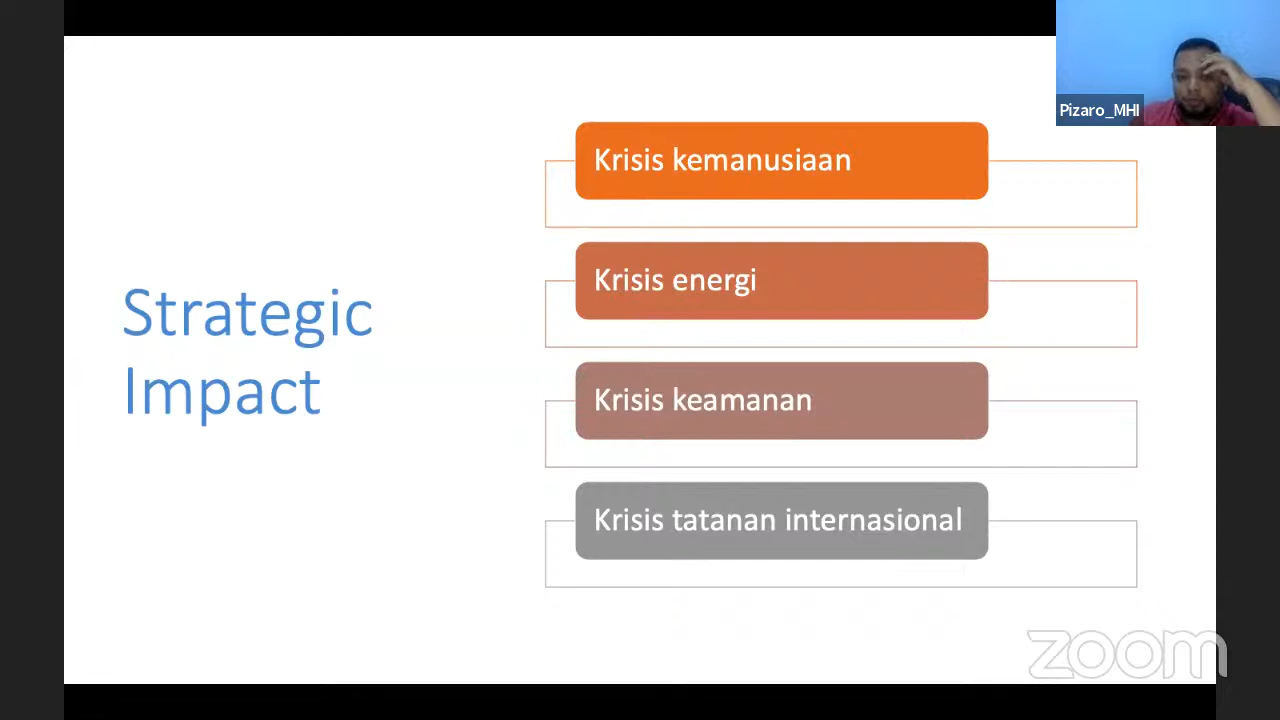 Pizaro_MHI
Strategic
Impact
Krisis kemanusiaan
Krisis energi
Krisis keamanan
Krisis tatanan internasional
zoom